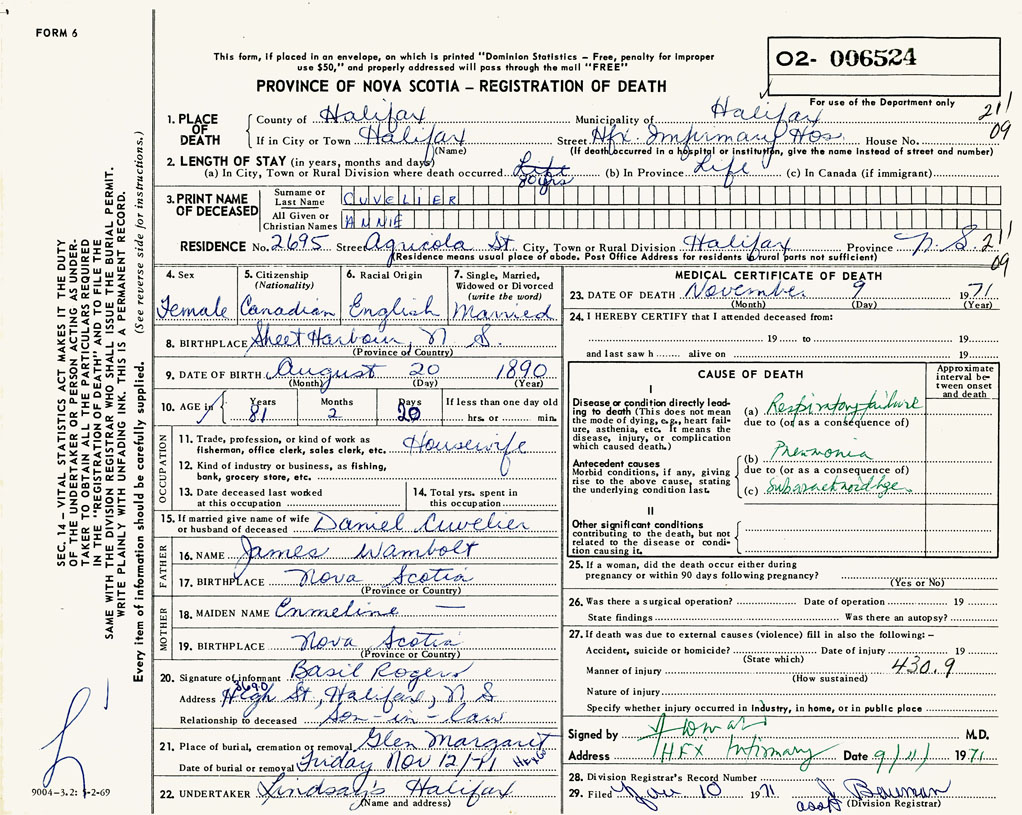 FORM 6
This form, if placed in an envelope, on which is printed "Dominion Statistics – Free, penalty for improper
use $50," and properly addressed will pass through the mail "FREE"
O2- 006524
PROVINCE OF NOVA SCOTIA – REGISTRATION OF DEATH
For use of the Department only
211
09
1. PLACE OF DEATH
County of Halifax Municipality of Halifax
If in City or Town Halifax Street Hfx. Infirmary Hos. House No.
(Name) (If death occurred in a hospital or institution, give the name instead of street and number)
2. LENGTH OF STAY (in years, months and days)
(a) In City, Town or Rural Division where death occurred Life 80 yrs (b) In Province Life (c) In Canada (if immigrant)
3. PRINT NAME OF DECEASED
Surname or Last Name CUVELIER
All Given or Christian Names ANNIE
RESIDENCE No. 2695 Street Agricola St. City, Town or Rural Division Halifax Province N.S. 211
09
(Residence means usual place of abode. Post Office Address for residents in rural parts not sufficient)
4. Sex
Female
5. Citizenship
(Nationality)
Canadian
6. Racial Origin
English
7. Single, Married,
Widowed or Divorced
(write the word)
Married
8. BIRTHPLACE Sheet Harbour, N. S.
(Province or Country)
9. DATE OF BIRTH August 20 1890
(Month) (Day) (Year)
10. AGE in Years 81 Months 2 Days 20 If less than one day old
hrs. or min.
OCCUPATION
11. Trade, profession, or kind of work as
fisherman, office clerk, sales clerk, etc. Housewife
12. Kind of industry or business, as fishing,
bank, grocery store, etc.
13. Date deceased last worked
at this occupation
14. Total yrs. spent in
this occupation
15. If married give name of wife
or husband of deceased Daniel Cuvelier
FATHER
16. NAME James Wambolt
17. BIRTHPLACE Nova Scotia
(Province or Country)
MOTHER
18. MAIDEN NAME Emmeline —
19. BIRTHPLACE Nova Scotia
(Province or Country)
20. Signature of informant Basil Rogers
Address High St, Halifax, N S
Relationship to deceased Son-in-law
21. Place of burial, cremation or removal Glen Margaret
Date of burial or removal Friday Nov 12/71 Hfx Co
22. UNDERTAKER Lindsay's Halifax
(Name and address)
MEDICAL CERTIFICATE OF DEATH
23. DATE OF DEATH November 9 1971
(Month) (Day) (Year)
24. I HEREBY CERTIFY that I attended deceased from:
19 to 19
and last saw h alive on 19
CAUSE OF DEATH
Approximate
interval be-
tween onset
and death
I
Disease or condition directly lead-
ing to death (This does not mean
the mode of dying, e.g., heart fail-
ure, asthenia, etc. It means the
disease, injury, or complication
which caused death.)
(a) Respiratory failure
due to (or as a consequence of)
Antecedent causes
Morbid conditions, if any, giving
rise to the above cause, stating
the underlying condition last.
(b) Pneumonia
due to (or as a consequence of)
(c) Subarachnoid hge
II
Other significant conditions
contributing to the death, but not
related to the disease or condi-
tion causing it.
25. If a woman, did the death occur either during
pregnancy or within 90 days following pregnancy?
(Yes or No)
26. Was there a surgical operation? Date of operation 19
State findings Was there an autopsy?
27. If death was due to external causes (violence) fill in also the following: –
Accident, suicide or homicide? Date of injury 19
(State which)
Manner of injury 430.9
(How sustained)
Nature of injury
Specify whether injury occurred in industry, in home, or in public place
Signed by M.D.
Address HFX Infirmary Date 9/11/ 1971
28. Division Registrar's Record Number
29. Filed 10 1971 Bauman
(Division Registrar)
SEC. 14 – VITAL STATISTICS ACT MAKES IT THE DUTY
OF THE UNDERTAKER OR PERSON ACTING AS UNDER-
TAKER TO OBTAIN ALL THE PARTICULARS REQUIRED
IN THE "REGISTRATION OF DEATH" AND TO FILE THE
SAME WITH THE DIVISION REGISTRAR WHO SHALL ISSUE THE BURIAL PERMIT.
WRITE PLAINLY WITH UNFADING INK. THIS IS A PERMANENT RECORD.
Every item of information should be carefully supplied. (See reverse side for instructions.)
9004-3.2: 1-2-69